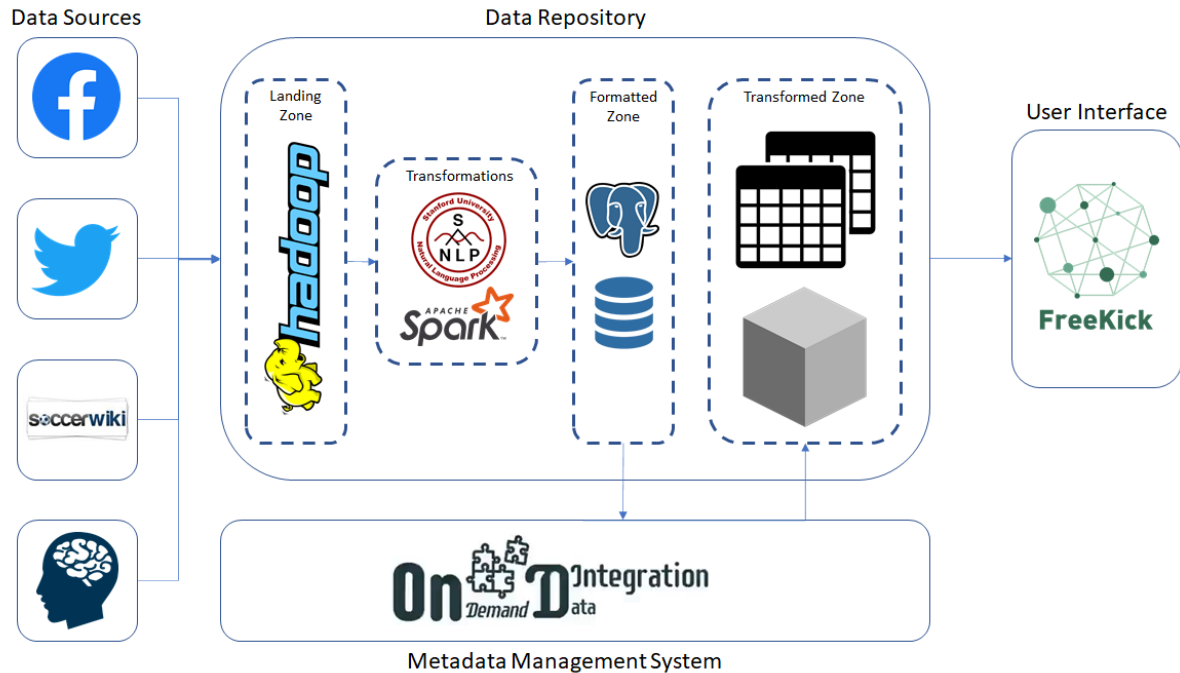 Data Sources
Data Repository
User Interface
Landing
Zone
hadoop
Transformations
Stanford University
S
NLP
Natural Language Processing
APACHE
Spark™
Formatted
Zone
Transformed Zone
soccerwiki
FreeKick
On Demand Data Integration
Metadata Management System